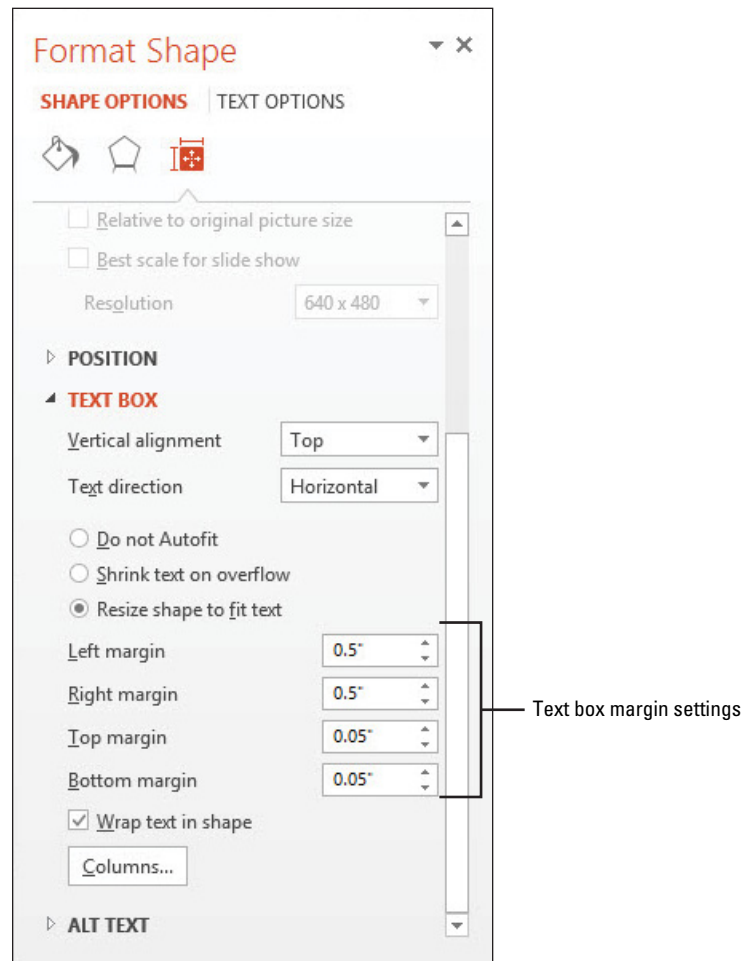 Format Shape
SHAPE OPTIONS TEXT OPTIONS
Relative to original picture size
Best scale for slide show
Resolution 640 x 480
POSITION
TEXT BOX
Vertical alignment Top
Text direction Horizontal
Do not Autofit
Shrink text on overflow
Resize shape to fit text
Left margin 0.5"
Right margin 0.5"
Text box margin settings
Top margin 0.05"
Bottom margin 0.05"
Wrap text in shape
Columns...
ALT TEXT